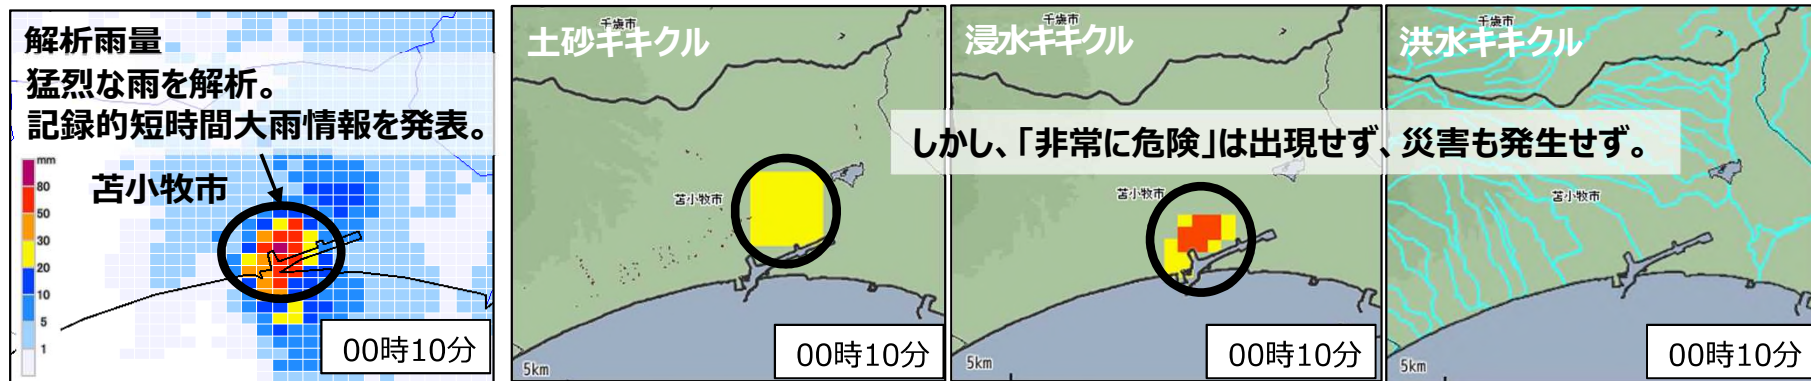 解析雨量
猛烈な雨を解析。
記録的短時間大雨情報を発表。
mm
80
50
30
20
10
5
1
苫小牧市
00時10分
土砂キキクル
千歳市
苫小牧市
5km
00時10分
浸水キキクル
千歳市
しかし、「非常に危険」は出現せず、災害も発生せず。
苫小牧市
5km
00時10分
洪水キキクル
千歳市
苫小牧市
5km
00時10分